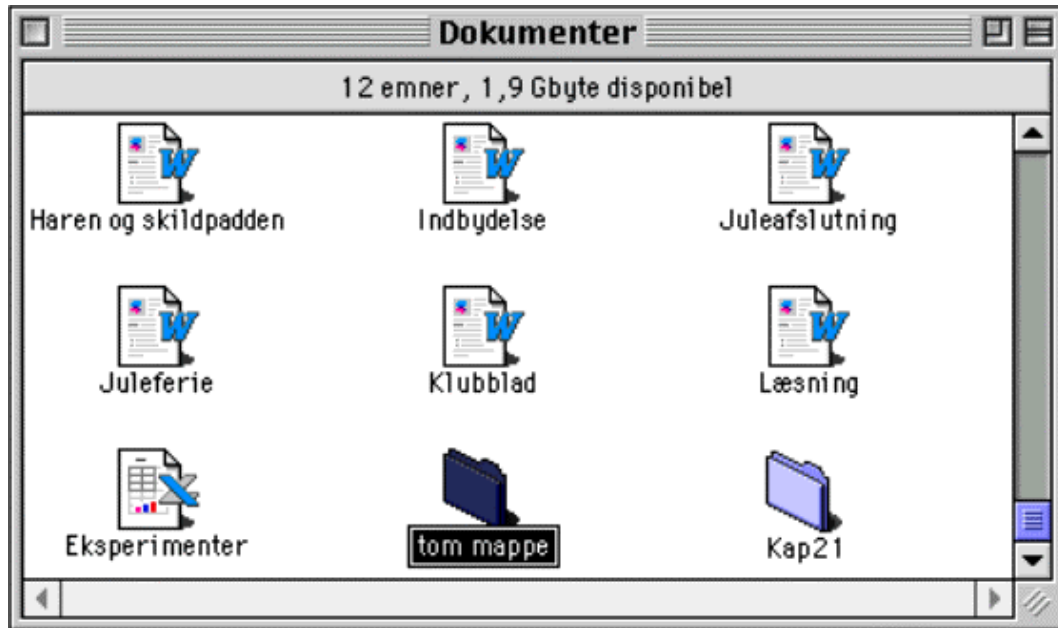 Dokumenter
12 emner, 1,9 Gbyte disponibel
Haren og skildpadden
Indbydelse
Juleafslutning
Juleferie
Klubblad
Læsning
Eksperimenter
tom mappe
Kap21